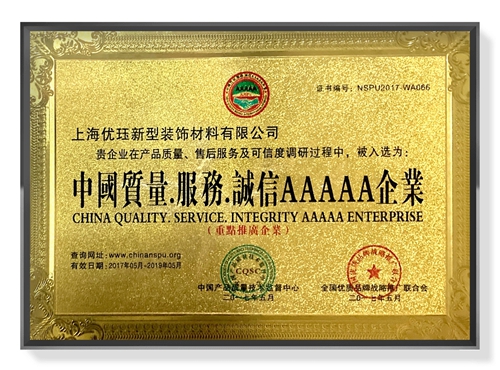 AAAAA
证书编号：NSPU2017-WA066
上海优珏新型装饰材料有限公司
贵企业在产品质量、售后服务及可信度调研过程中，被入选为：
中國質量.服務.誠信AAAAA企業
CHINA QUALITY. SERVICE. INTEGRITY AAAAA ENTERPRISE
（重點推廣企業）
查询网址：www.chinanspu.org
有效日期：2017年05月-2019年05月
CQSC
中国产品质量技术监督中心
二〇一七年五月
全国优质品牌战略推广联合会
二〇一七年五月